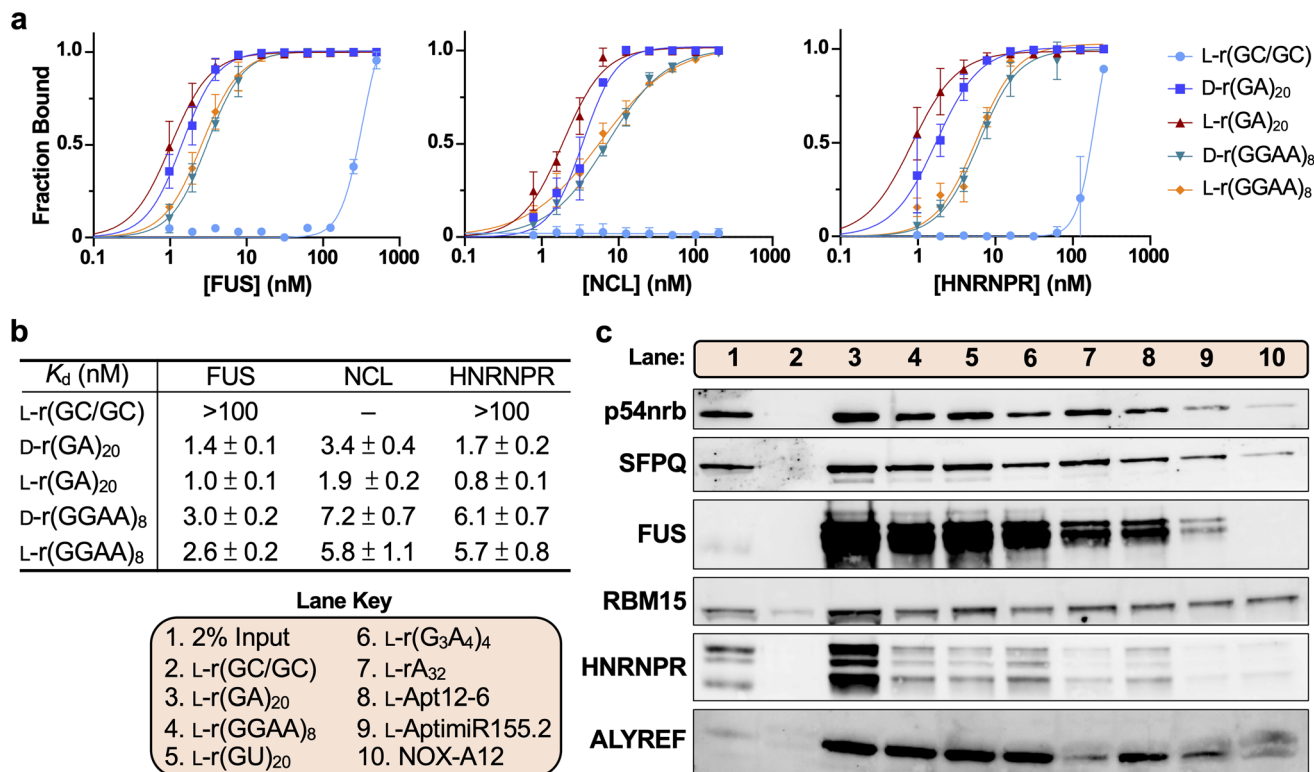 a
Fraction Bound
1.0
0.5
0
0.1 1 10 100 1000
[FUS] (nM)
1.0
0.5
0
0.1 1 10 100 1000
[NCL] (nM)
1.0
0.5
0
0.1 1 10 100 1000
[HNRNPR] (nM)
L-r(GC/GC)
D-r(GA)20
L-r(GA)20
D-r(GGAA)8
L-r(GGAA)8
b
Kd (nM) FUS NCL HNRNPR
L-r(GC/GC) >100 – >100
D-r(GA)20 1.4 ± 0.1 3.4 ± 0.4 1.7 ± 0.2
L-r(GA)20 1.0 ± 0.1 1.9 ± 0.2 0.8 ± 0.1
D-r(GGAA)8 3.0 ± 0.2 7.2 ± 0.7 6.1 ± 0.7
L-r(GGAA)8 2.6 ± 0.2 5.8 ± 1.1 5.7 ± 0.8
Lane Key
1. 2% Input
2. L-r(GC/GC)
3. L-r(GA)20
4. L-r(GGAA)8
5. L-r(GU)20
6. L-r(G3A4)4
7. L-rA32
8. L-Apt12-6
9. L-AptimiR155.2
10. NOX-A12
c
Lane: 1 2 3 4 5 6 7 8 9 10
p54nrb
SFPQ
FUS
RBM15
HNRNPR
ALYREF